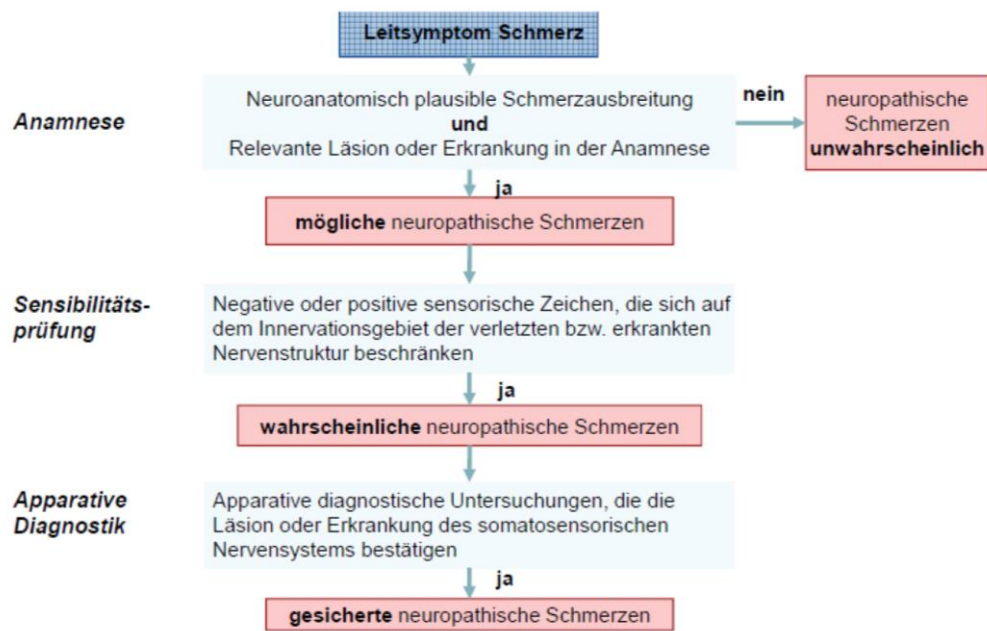 Leitsymptom Schmerz
Anamnese
Neuroanatomisch plausible Schmerzausbreitung
und
Relevante Läsion oder Erkrankung in der Anamnese
nein
neuropathische
Schmerzen
unwahrscheinlich
ja
mögliche neuropathische Schmerzen
Sensibilitäts-
prüfung
Negative oder positive sensorische Zeichen, die sich auf
dem Innervationsgebiet der verletzten bzw. erkrankten
Nervenstruktur beschränken
ja
wahrscheinliche neuropathische Schmerzen
Apparative
Diagnostik
Apparative diagnostische Untersuchungen, die die
Läsion oder Erkrankung des somatosensorischen
Nervensystems bestätigen
ja
gesicherte neuropathische Schmerzen